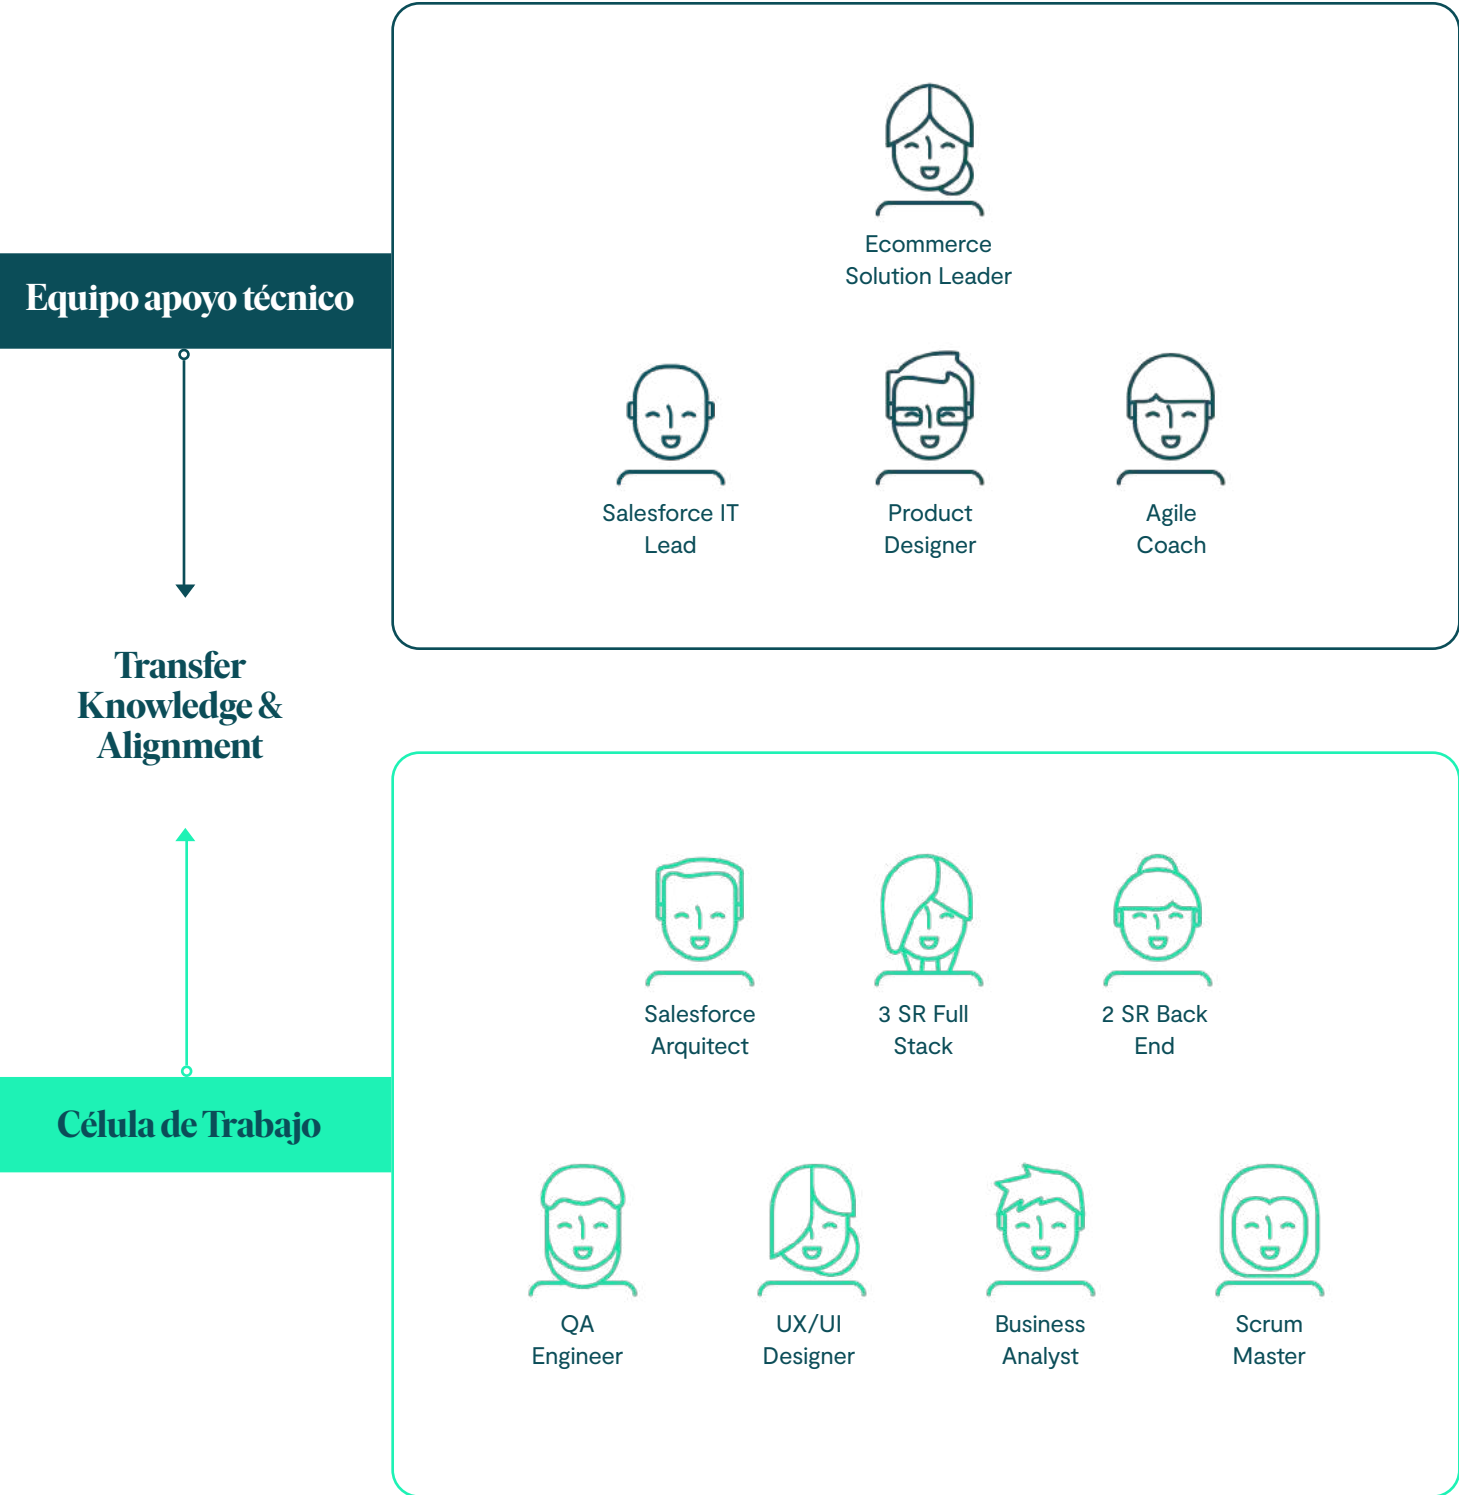 Equipo apoyo técnico
Ecommerce
Solution Leader
Salesforce IT
Lead
Product
Designer
Agile
Coach
Transfer
Knowledge &
Alignment
Célula de Trabajo
Salesforce
Arquitect
3 SR Full
Stack
2 SR Back
End
QA
Engineer
UX/UI
Designer
Business
Analyst
Scrum
Master